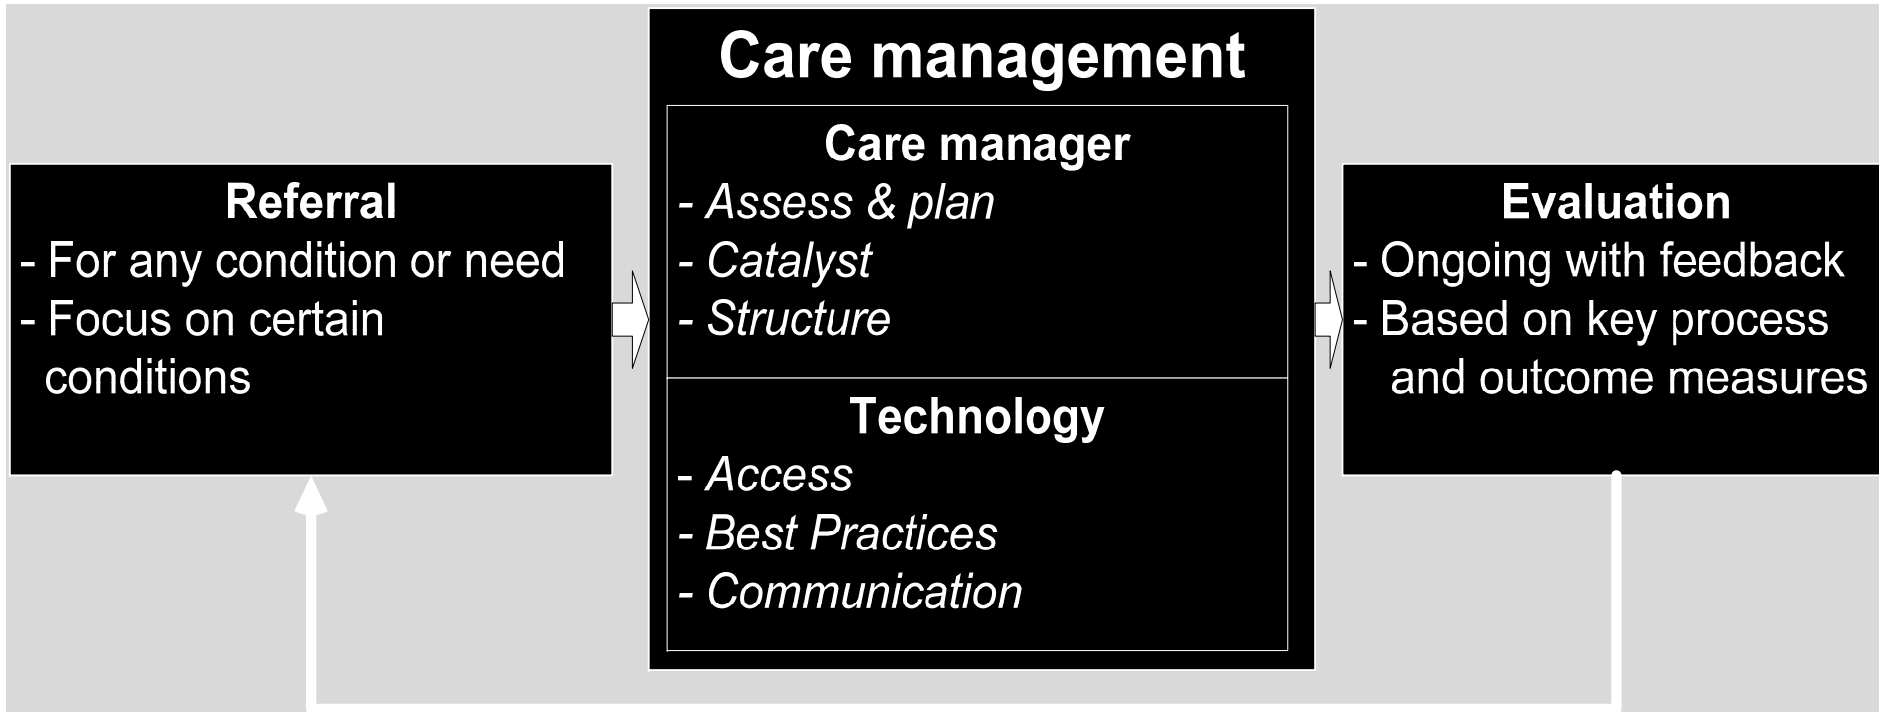 Care management
Referral
- For any condition or need
- Focus on certain
conditions
Care manager
- Assess & plan
- Catalyst
- Structure
Technology
- Access
- Best Practices
- Communication
Evaluation
- Ongoing with feedback
- Based on key process
and outcome measures